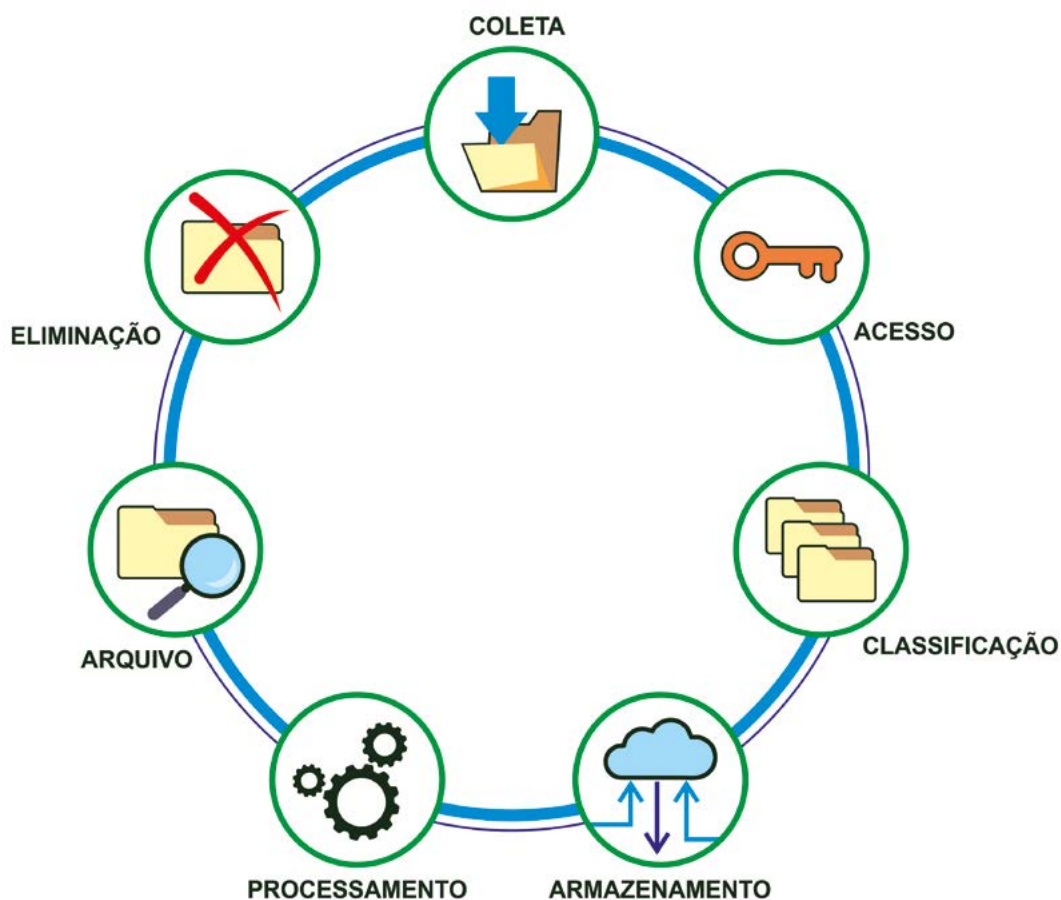 COLETA
ACESSO
CLASSIFICAÇÃO
ARMAZENAMENTO
PROCESSAMENTO
ARQUIVO
ELIMINAÇÃO